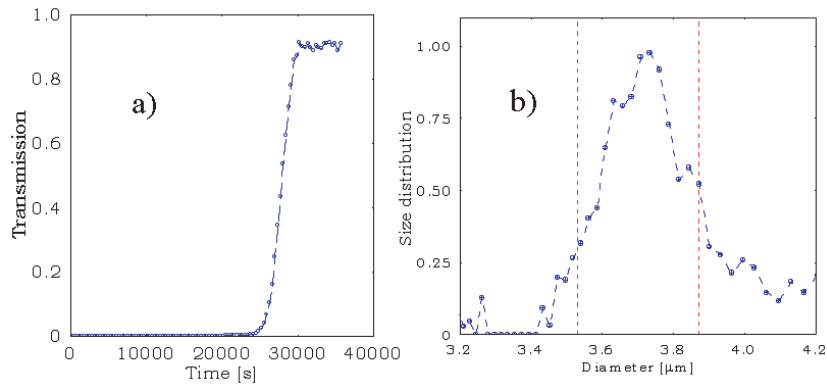 1.0
0.8
0.6
0.4
0.2
0
0 10000 20000 30000 40000
Transmission
Time [s]
a)
1.00
0.75
0.50
0.25
0
3.2 3.4 3.6 3.8 4.0 4.2
Size distribution
Diameter [µm]
b)